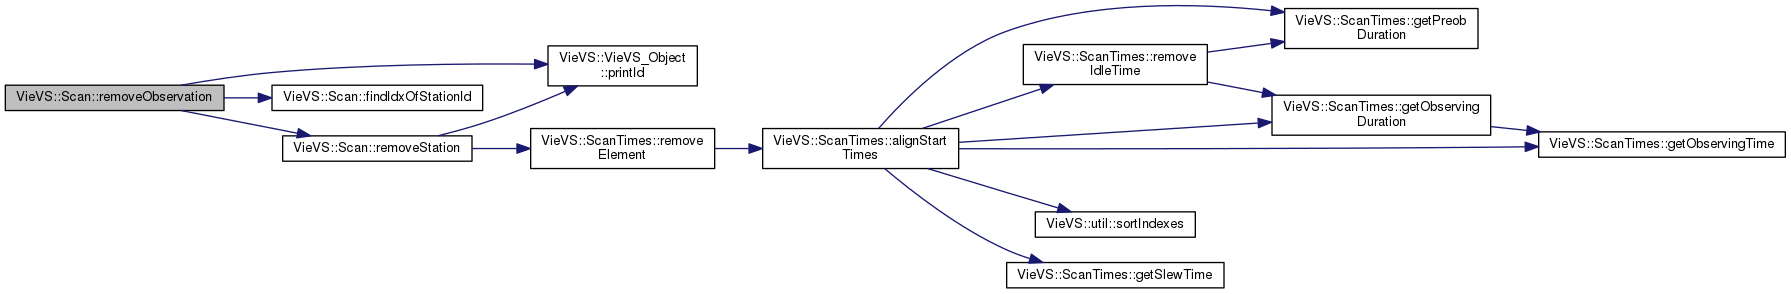 VieVS::Scan::removeObservation
VieVS::VieVS_Object
::printId
VieVS::Scan::findIdxOfStationId
VieVS::Scan::removeStation
VieVS::ScanTimes::remove
Element
VieVS::ScanTimes::alignStart
Times
VieVS::ScanTimes::getPreob
Duration
VieVS::ScanTimes::remove
IdleTime
VieVS::ScanTimes::getObserving
Duration
VieVS::ScanTimes::getObservingTime
VieVS::util::sortIndexes
VieVS::ScanTimes::getSlewTime